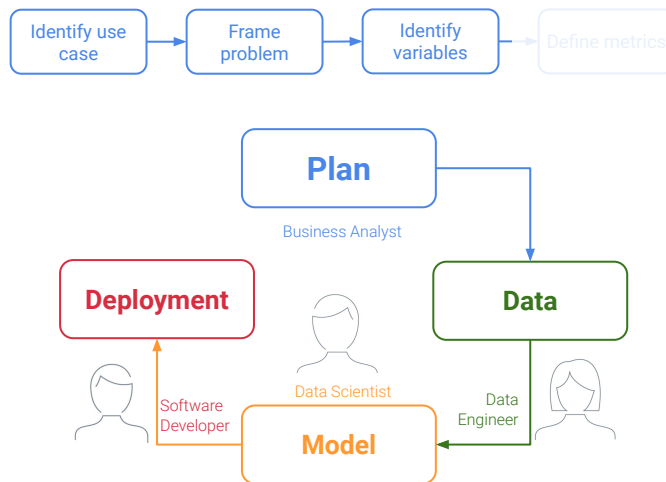 Identify use
case
Frame
problem
Identify
variables
Define metrics
Plan
Business Analyst
Deployment
Data
Data Scientist
Software
Developer
Data
Engineer
Model